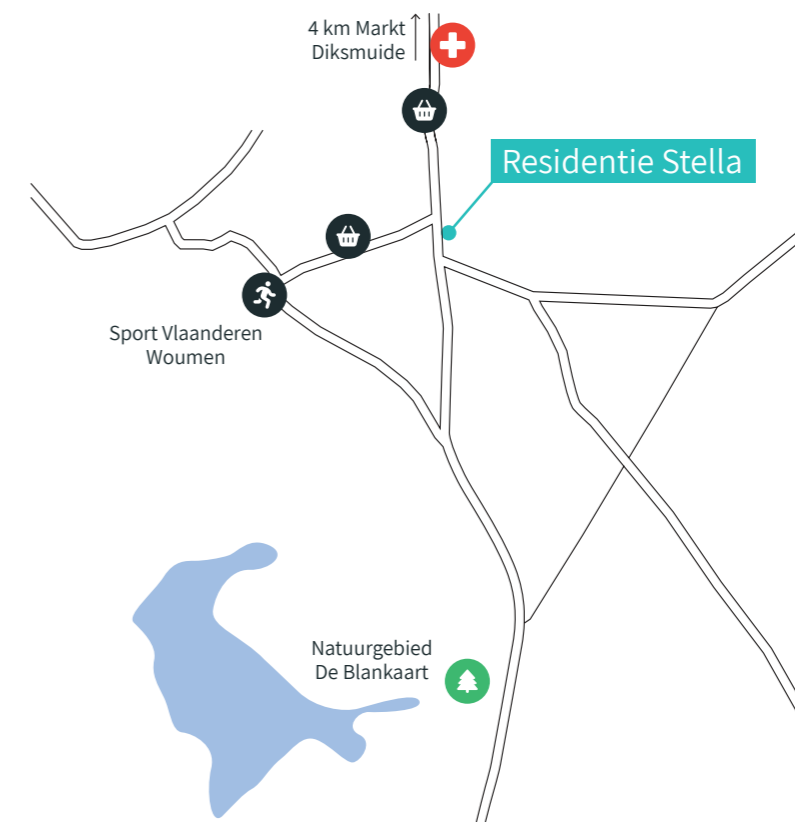 4 km Markt
Diksmuide
Residentie Stella
Sport Vlaanderen
Woumen
Natuurgebied
De Blankaart